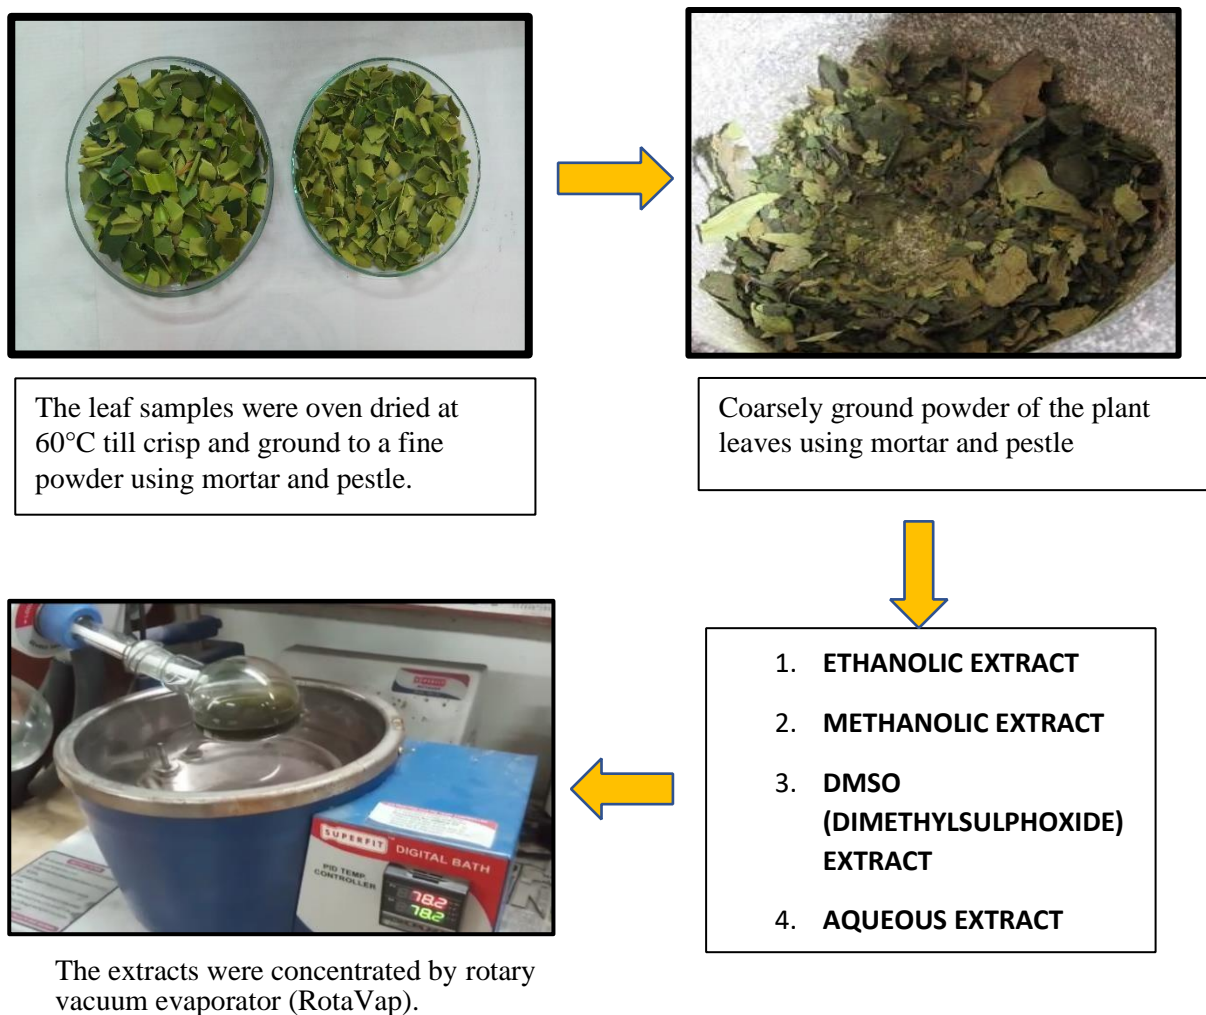 The leaf samples were oven dried at
60°C till crisp and ground to a fine
powder using mortar and pestle.
Coarsely ground powder of the plant
leaves using mortar and pestle
1. ETHANOLIC EXTRACT
2. METHANOLIC EXTRACT
3. DMSO
(DIMETHYLSULPHOXIDE)
EXTRACT
4. AQUEOUS EXTRACT
SUPERFIT
DIGITAL BATH
PID TEMP.
CONTROLLER
78.2
78.2
The extracts were concentrated by rotary
vacuum evaporator (RotaVap).